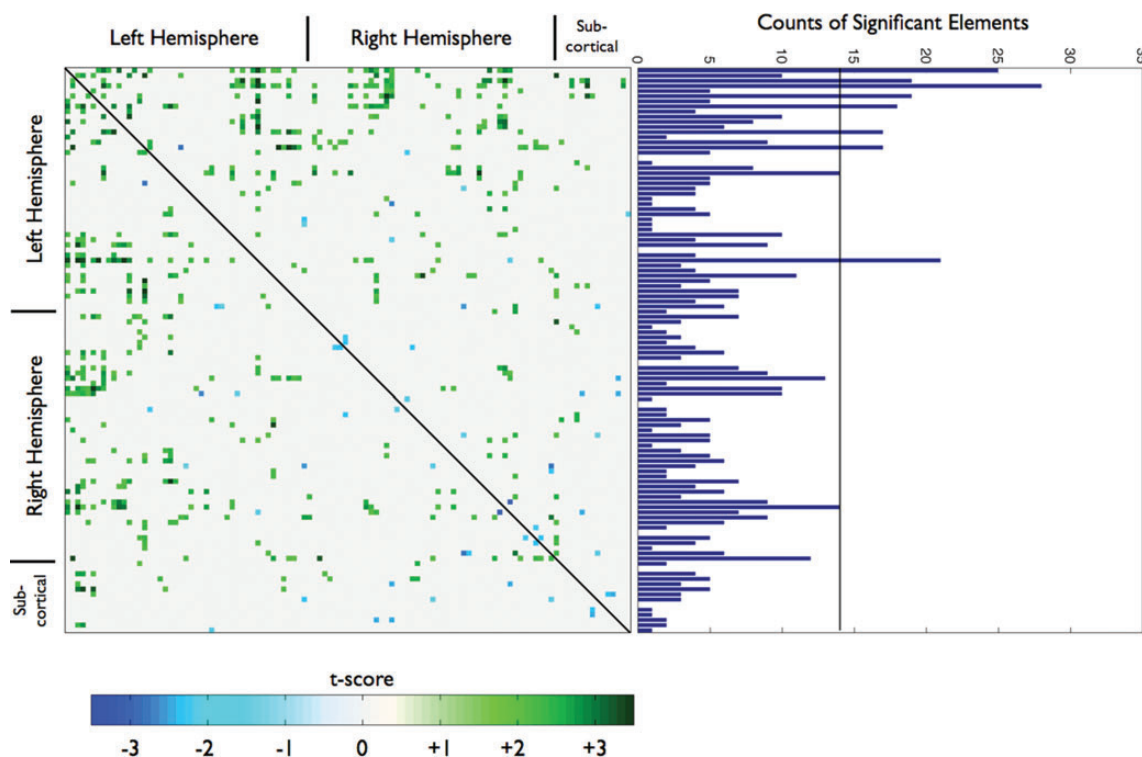 Left Hemisphere
Right Hemisphere
Sub-
cortical
Counts of Significant Elements
0
5
10
15
20
25
30
35
Left Hemisphere
Right Hemisphere
Sub-
cortical
t-score
-3 -2 -1 0 +1 +2 +3